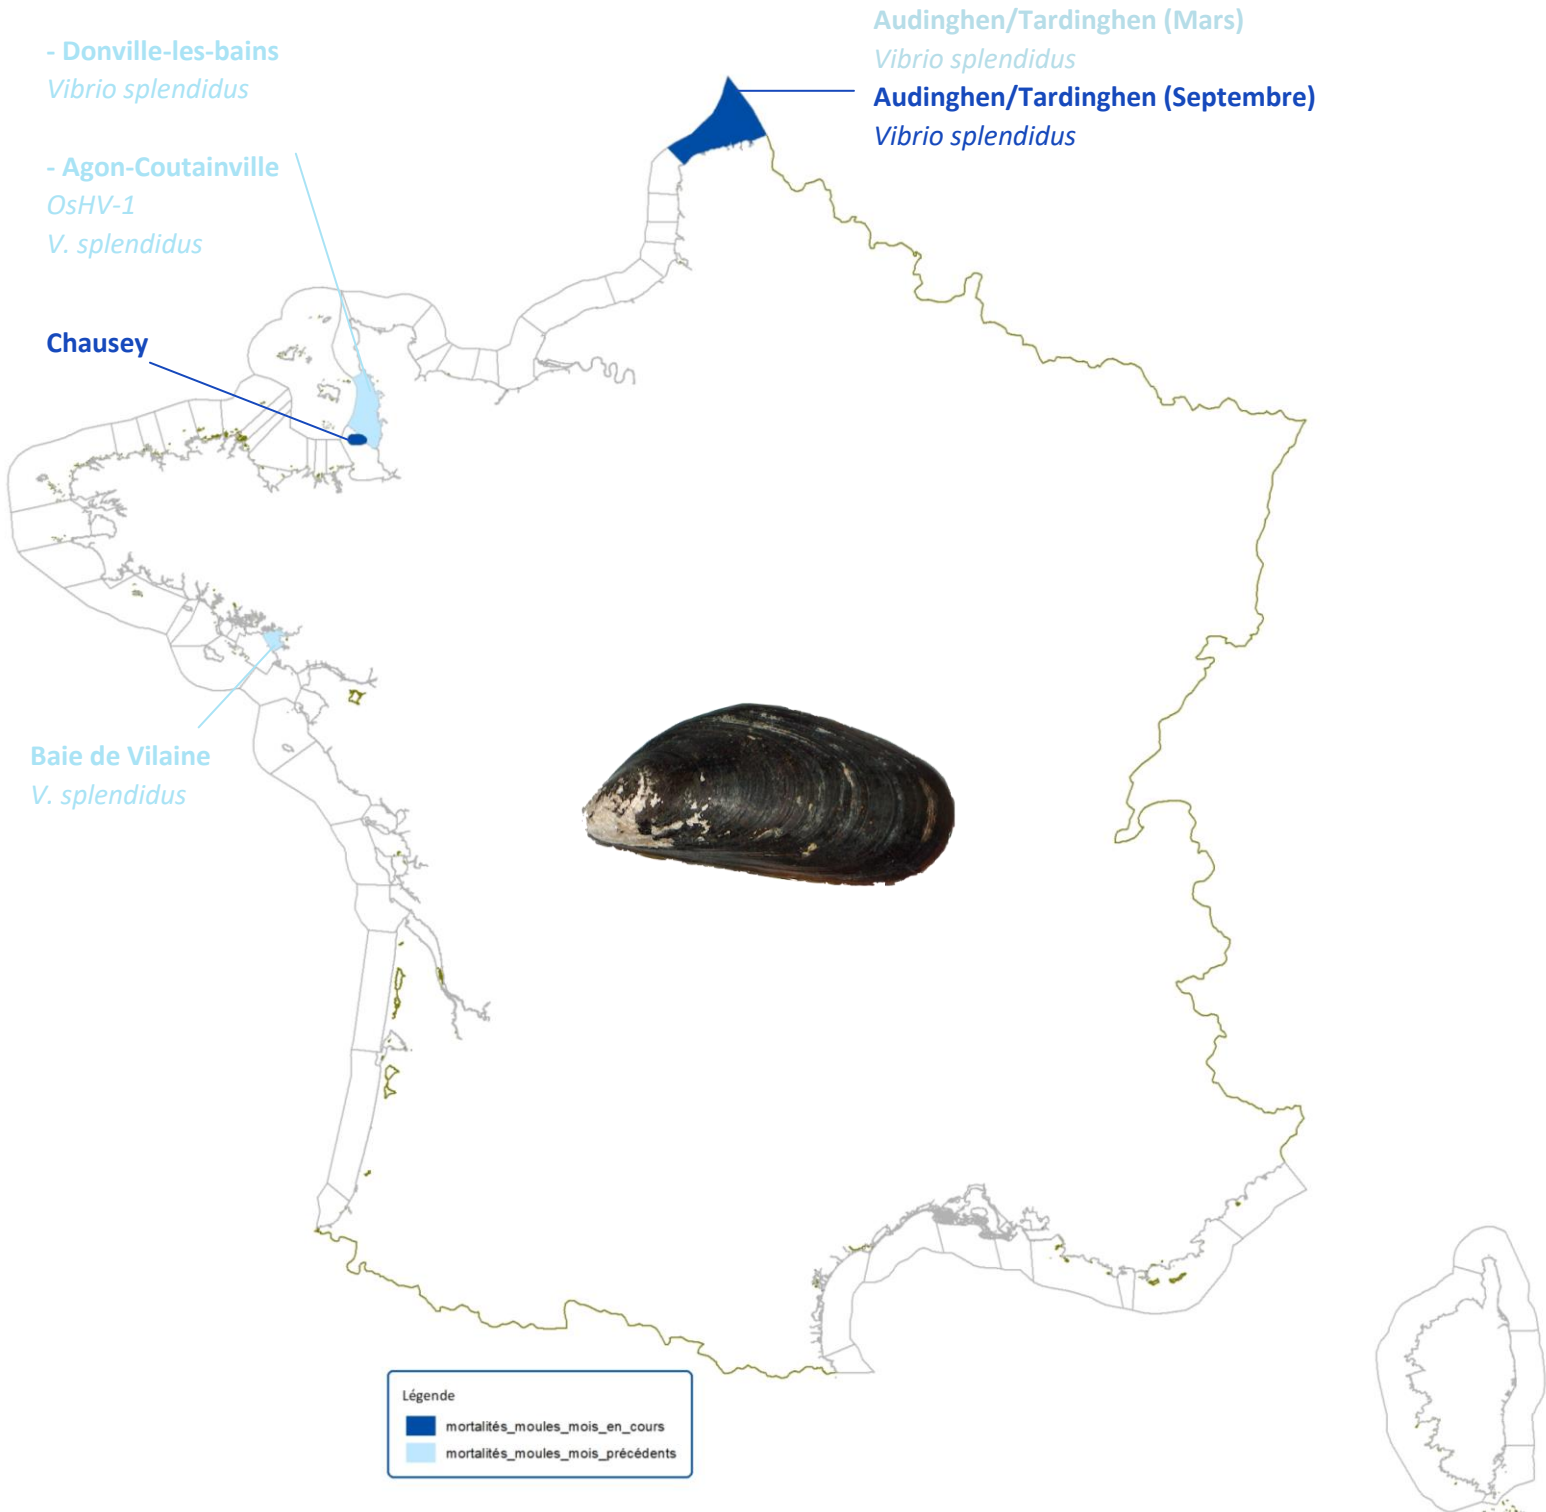 - Donville-les-bains
Vibrio splendidus
- Agon-Coutainville
OsHV-1
V. splendidus
Chausey
Audinghen/Tardinghen (Mars)
Vibrio splendidus
Audinghen/Tardinghen (Septembre)
Vibrio splendidus
Baie de Vilaine
V. splendidus
Légende
mortalités_moules_mois_en_cours
mortalités_moules_mois_précédents